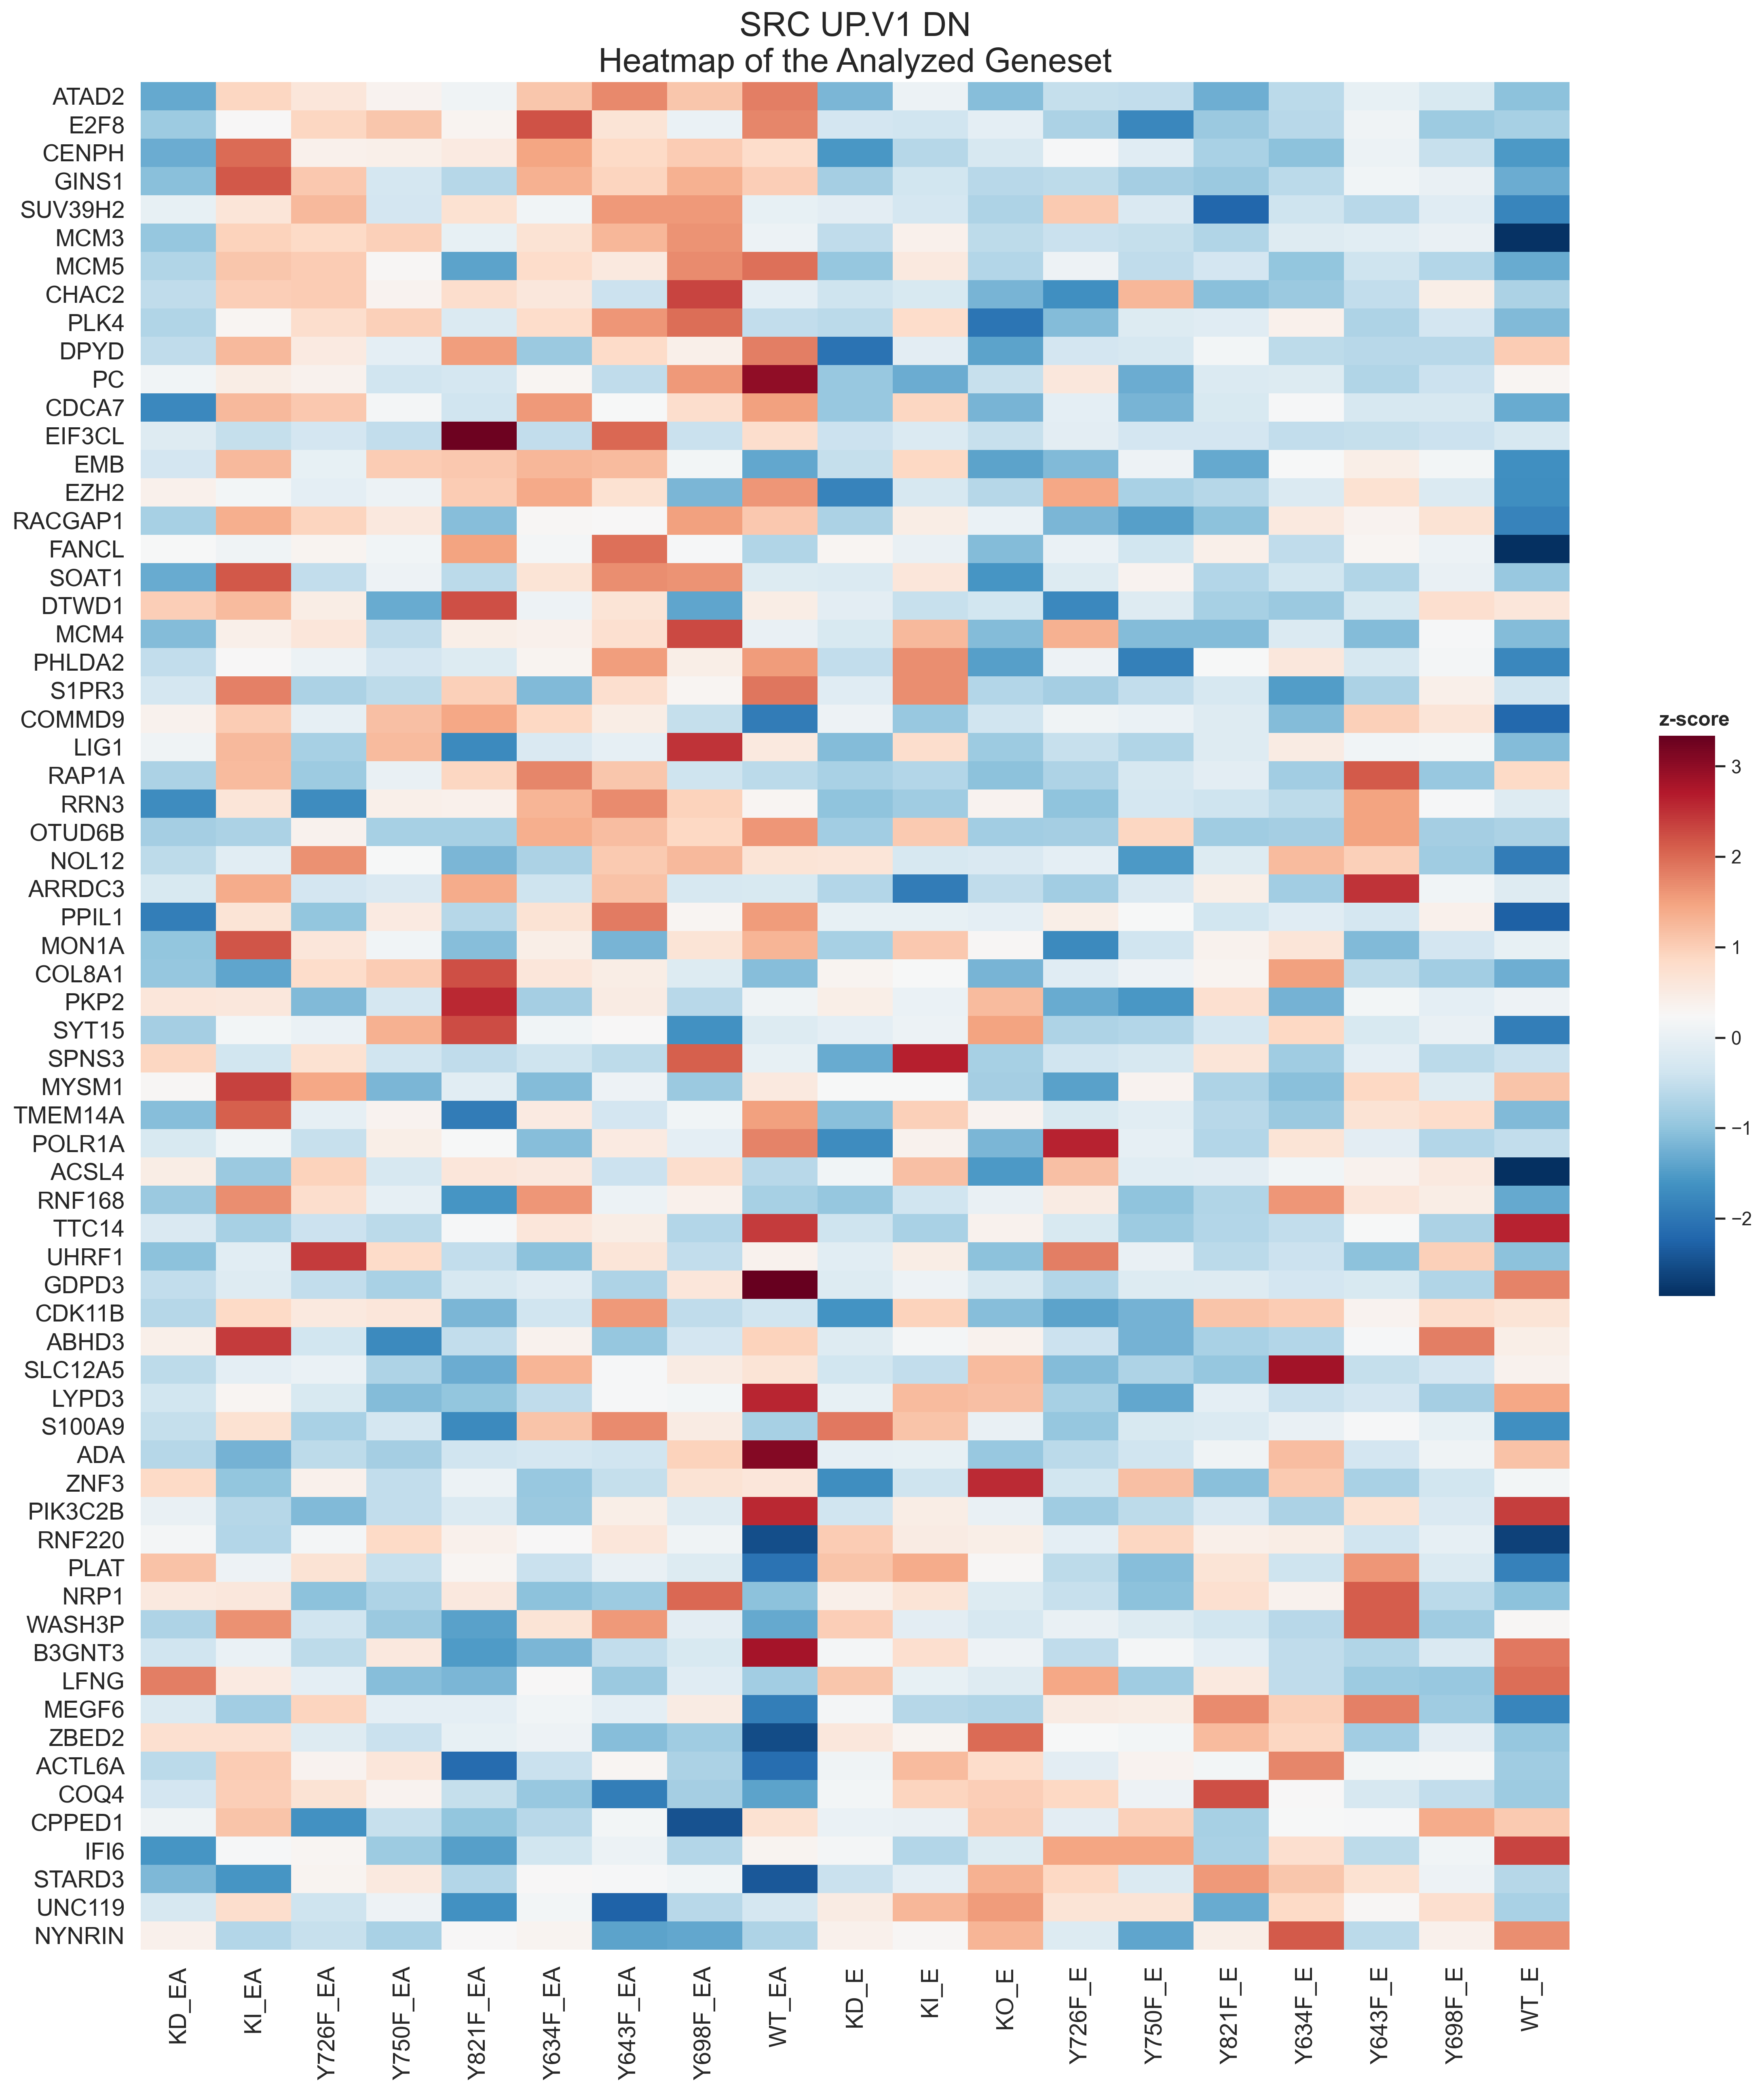 SRC UP.V1 DN
Heatmap of the Analyzed Geneset
ATAD2
E2F8
CENPH
GINS1
SUV39H2
MCM3
MCM5
CHAC2
PLK4
DPYD
PC
CDCA7
EIF3CL
EMB
EZH2
RACGAP1
FANCL
SOAT1
DTWD1
MCM4
PHLDA2
S1PR3
COMMD9
LIG1
RAP1A
RRN3
OTUD6B
NOL12
ARRDC3
PPIL1
MON1A
COL8A1
PKP2
SYT15
SPNS3
MYSM1
TMEM14A
POLR1A
ACSL4
RNF168
TTC14
UHRF1
GDPD3
CDK11B
ABHD3
SLC12A5
LYPD3
S100A9
ADA
ZNF3
PIK3C2B
RNF220
PLAT
NRP1
WASH3P
B3GNT3
LFNG
MEGF6
ZBED2
ACTL6A
COQ4
CPPED1
IFI6
STARD3
UNC119
NYNRIN
KD_EA
KI_EA
Y726F_EA
Y750F_EA
Y821F_EA
Y634F_EA
Y643F_EA
Y698F_EA
WT_EA
KD_E
KI_E
KO_E
Y726F_E
Y750F_E
Y821F_E
Y634F_E
Y643F_E
Y698F_E
WT_E
z-score
3
2
1
0
−1
−2